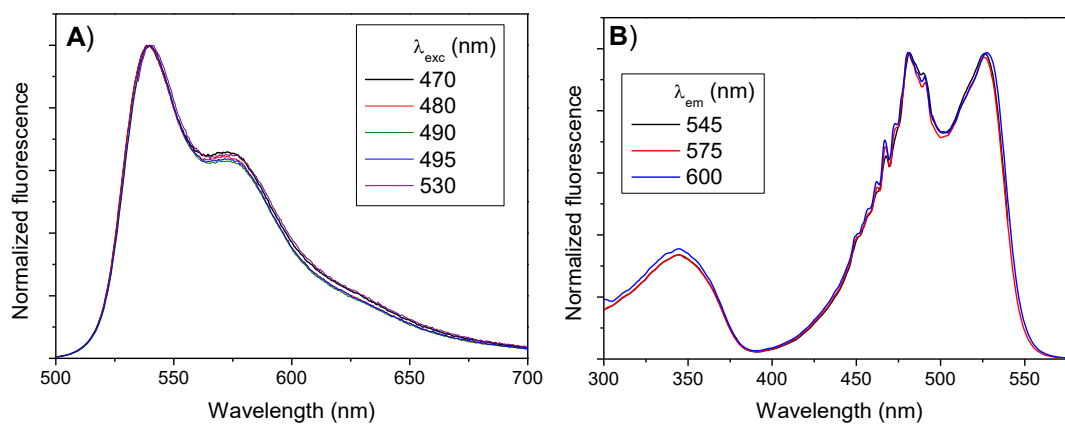 A)
λexc (nm)
470
480
490
495
530
Normalized fluorescence
500 550 600 650 700
Wavelength (nm)
B)
λem (nm)
545
575
600
Normalized fluorescence
300 350 400 450 500 550
Wavelength (nm)